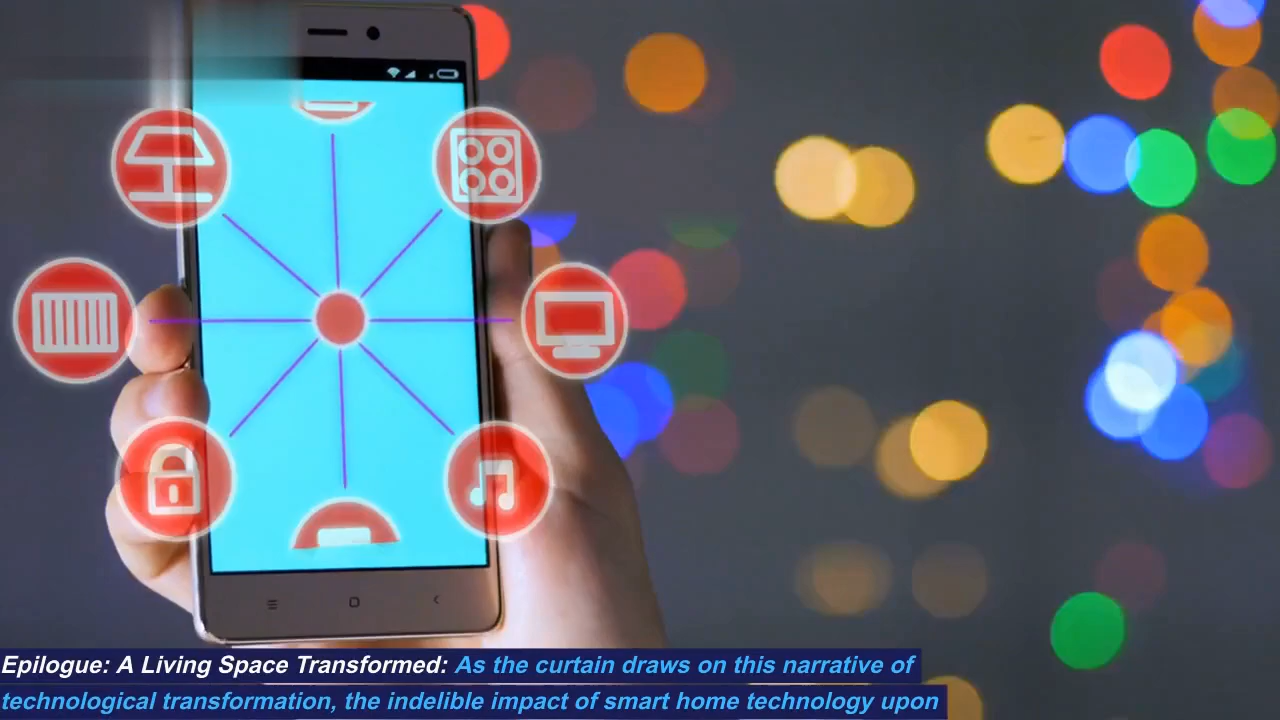 Epilogue: A Living Space Transformed: As the curtain draws on this narrative of
technological transformation, the indelible impact of smart home technology upon